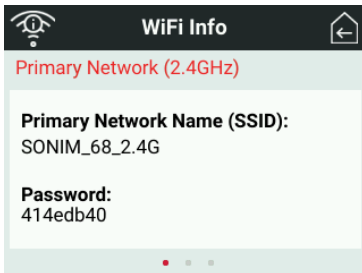 WiFi Info
Primary Network (2.4GHz)
Primary Network Name (SSID):
SONIM_68_2.4G
Password:
414edb40